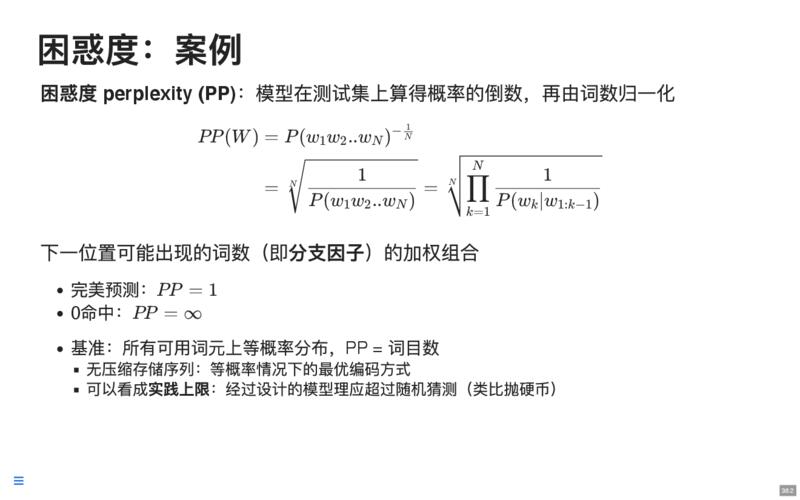 困惑度：案例
困惑度 perplexity (PP)：模型在测试集上算得概率的倒数，再由词数归一化
PP(W) = P(w₁w₂..w_N)^{-\frac{1}{N}}
= \sqrt[N]{\frac{1}{P(w₁w₂..w_N)}} = \sqrt[N]{\prod_{k=1}^{N} \frac{1}{P(w_k|w_{1:k−1})}}
下一位置可能出现的词数（即分支因子）的加权组合
• 完美预测：PP = 1
• 0命中：PP = ∞
• 基准：所有可用词元上等概率分布，PP = 词目数
▪ 无压缩存储序列：等概率情况下的最优编码方式
▪ 可以看成实践上限：经过设计的模型理应超过随机猜测（类比抛硬币）